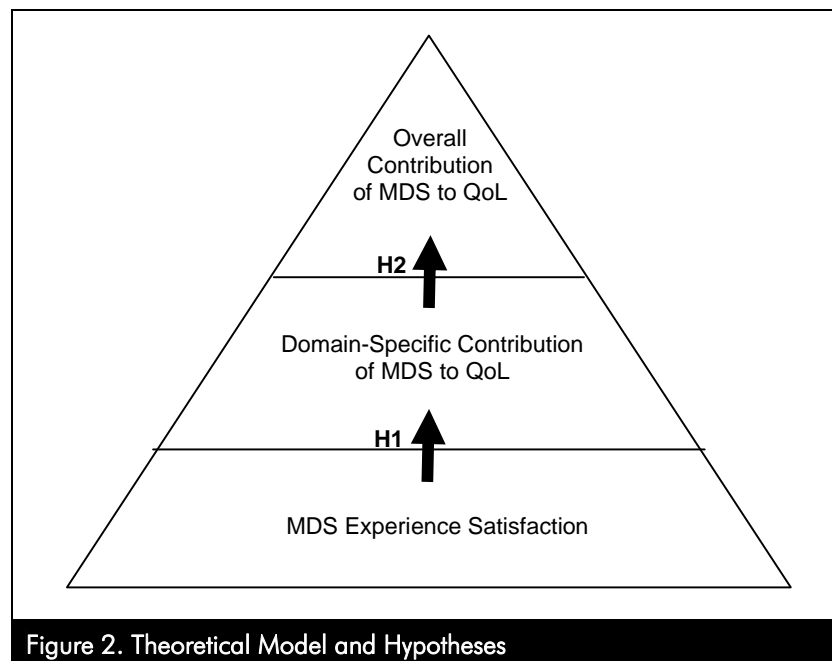 Overall
Contribution
of MDS to QoL
H2
Domain-Specific Contribution
of MDS to QoL
H1
MDS Experience Satisfaction
Figure 2. Theoretical Model and Hypotheses